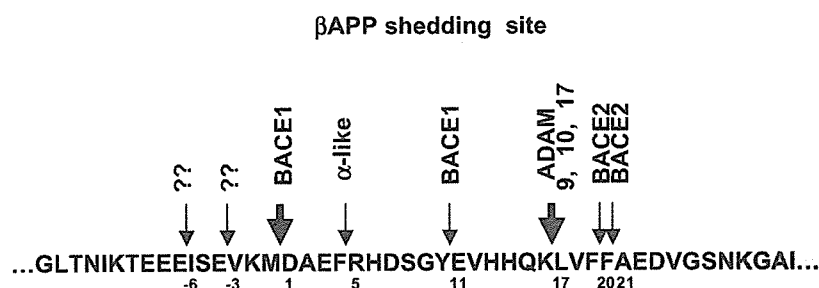 βAPP shedding site
?? ?? BACE1 α-like BACE1 ADAM 9, 10, 17 BACE2 BACE2
...GLTNIKTEEEISEVKMDAEFRHDSGYEVHHQKLVFFAEDVGSNKGAI...
-6 -3 1 5 11 17 20 21